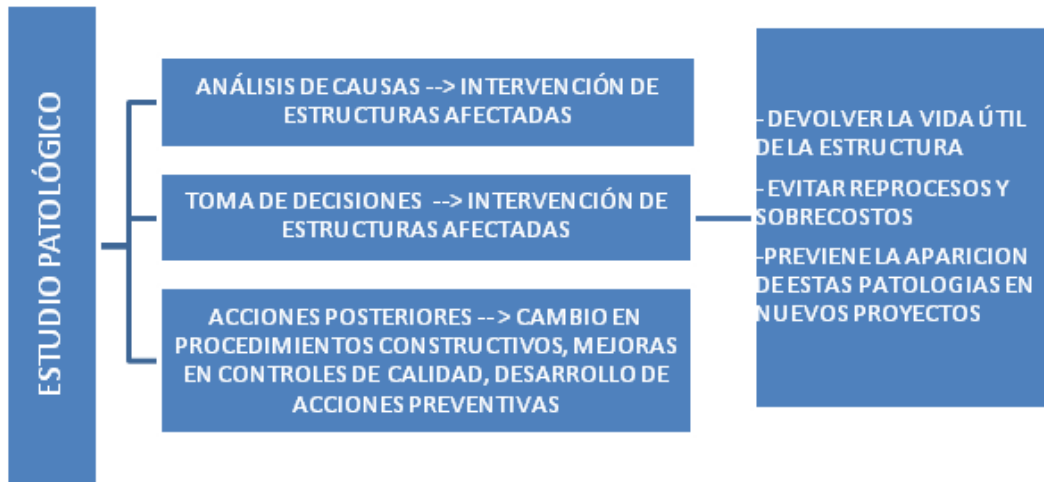 ESTUDIO PATOLÓGICO
ANÁLISIS DE CAUSAS --> INTERVENCIÓN DE
ESTRUCTURAS AFECTADAS
TOMA DE DECISIONES --> INTERVENCIÓN DE
ESTRUCTURAS AFECTADAS
ACCIONES POSTERIORES --> CAMBIO EN
PROCEDIMIENTOS CONSTRUCTIVOS, MEJORAS
EN CONTROLES DE CALIDAD, DESARROLLO DE
ACCIONES PREVENTIVAS
- DEVOLVER LA VIDA ÚTIL
DE LA ESTRUCTURA
- EVITAR REPROCESOS Y
SOBRECOSTOS
-PREVIENE LA APARICION
DE ESTAS PATOLOGIAS EN
NUEVOS PROYECTOS